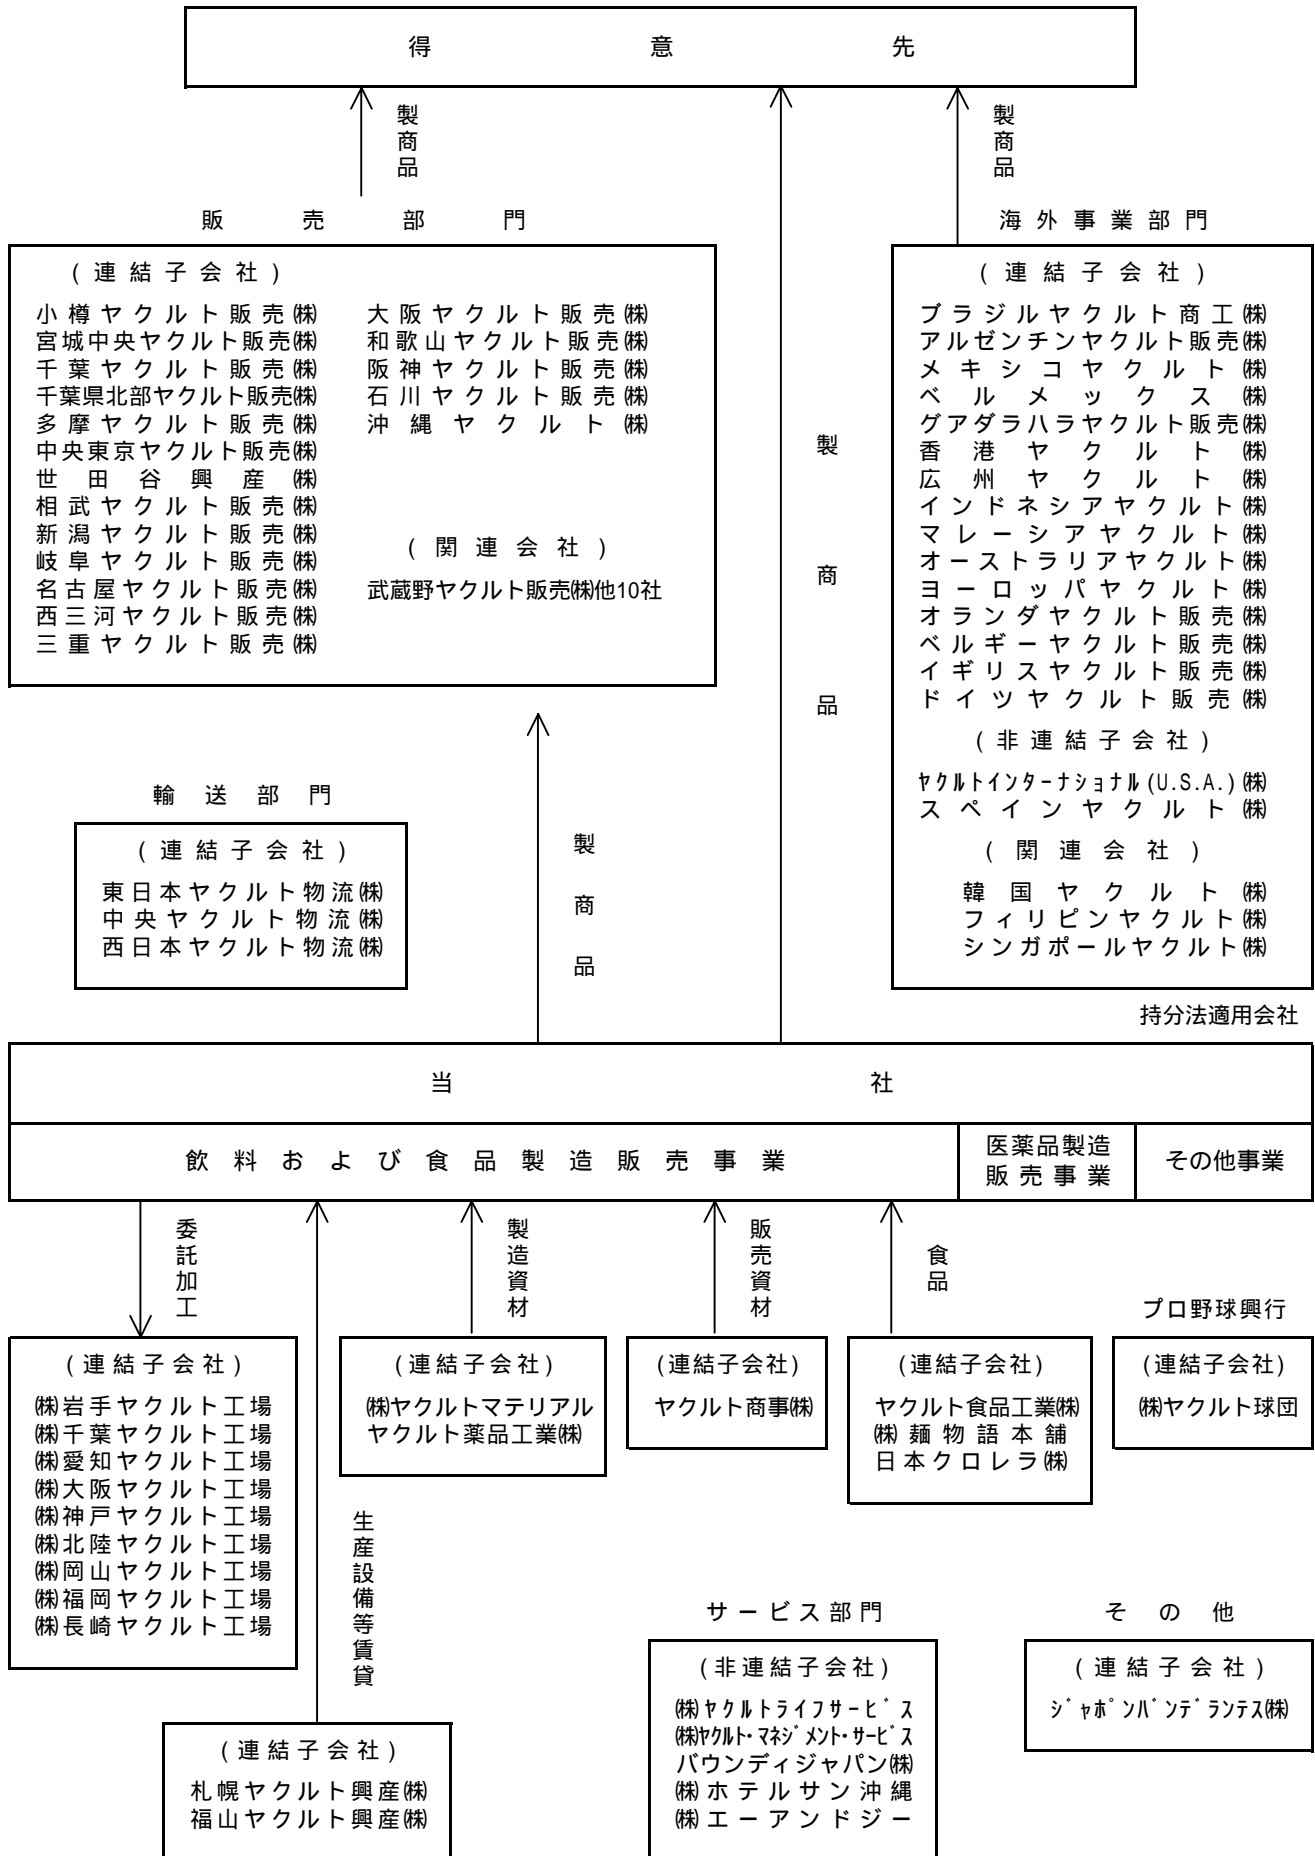 得意先
製商品
製商品
販売部門
(連結子会社)
小樽ヤクルト販売㈱
宮城中央ヤクルト販売㈱
千葉ヤクルト販売㈱
千葉県北部ヤクルト販売㈱
多摩ヤクルト販売㈱
中央東京ヤクルト販売㈱
世田谷興産㈱
相武ヤクルト販売㈱
新潟ヤクルト販売㈱
岐阜ヤクルト販売㈱
名古屋ヤクルト販売㈱
西三河ヤクルト販売㈱
三重ヤクルト販売㈱
大阪ヤクルト販売㈱
和歌山ヤクルト販売㈱
阪神ヤクルト販売㈱
石川ヤクルト販売㈱
沖縄ヤクルト㈱
(関連会社)
武蔵野ヤクルト販売㈱他10社
製商品
海外事業部門
(連結子会社)
ブラジルヤクルト商工㈱
アルゼンチンヤクルト販売㈱
メキシコヤクルト㈱
ベルメックス㈱
グアダラハラヤクルト販売㈱
香港ヤクルト㈱
広州ヤクルト㈱
インドネシアヤクルト㈱
マレーシアヤクルト㈱
オーストラリアヤクルト㈱
ヨーロッパヤクルト㈱
オランダヤクルト販売㈱
ベルギーヤクルト販売㈱
イギリスヤクルト販売㈱
ドイツヤクルト販売㈱
(非連結子会社)
ヤクルトインターナショナル(U.S.A.)㈱
スペインヤクルト㈱
(関連会社)
韓国ヤクルト㈱
フィリピンヤクルト㈱
シンガポールヤクルト㈱
持分法適用会社
輸送部門
(連結子会社)
東日本ヤクルト物流㈱
中央ヤクルト物流㈱
西日本ヤクルト物流㈱
製商品
当社
飲料および食品製造販売事業
医薬品製造
販売事業
その他事業
委託加工
製造資材
販売資材
食品
プロ野球興行
(連結子会社)
㈱岩手ヤクルト工場
㈱千葉ヤクルト工場
㈱愛知ヤクルト工場
㈱大阪ヤクルト工場
㈱神戸ヤクルト工場
㈱北陸ヤクルト工場
㈱岡山ヤクルト工場
㈱福岡ヤクルト工場
㈱長崎ヤクルト工場
(連結子会社)
㈱ヤクルトマテリアル
ヤクルト薬品工業㈱
(連結子会社)
ヤクルト商事㈱
(連結子会社)
ヤクルト食品工業㈱
㈱麺物語本舗
日本クロレラ㈱
(連結子会社)
㈱ヤクルト球団
生産設備等賃貸
(連結子会社)
札幌ヤクルト興産㈱
福山ヤクルト興産㈱
サービス部門
(非連結子会社)
㈱ヤクルトライフサービス
㈱ヤクルト・マネジメント・サービス
バウンディジャパン㈱
㈱ホテルサン沖縄
㈱エーアンドジー
その他
(連結子会社)
ジャポンバンデランテス㈱